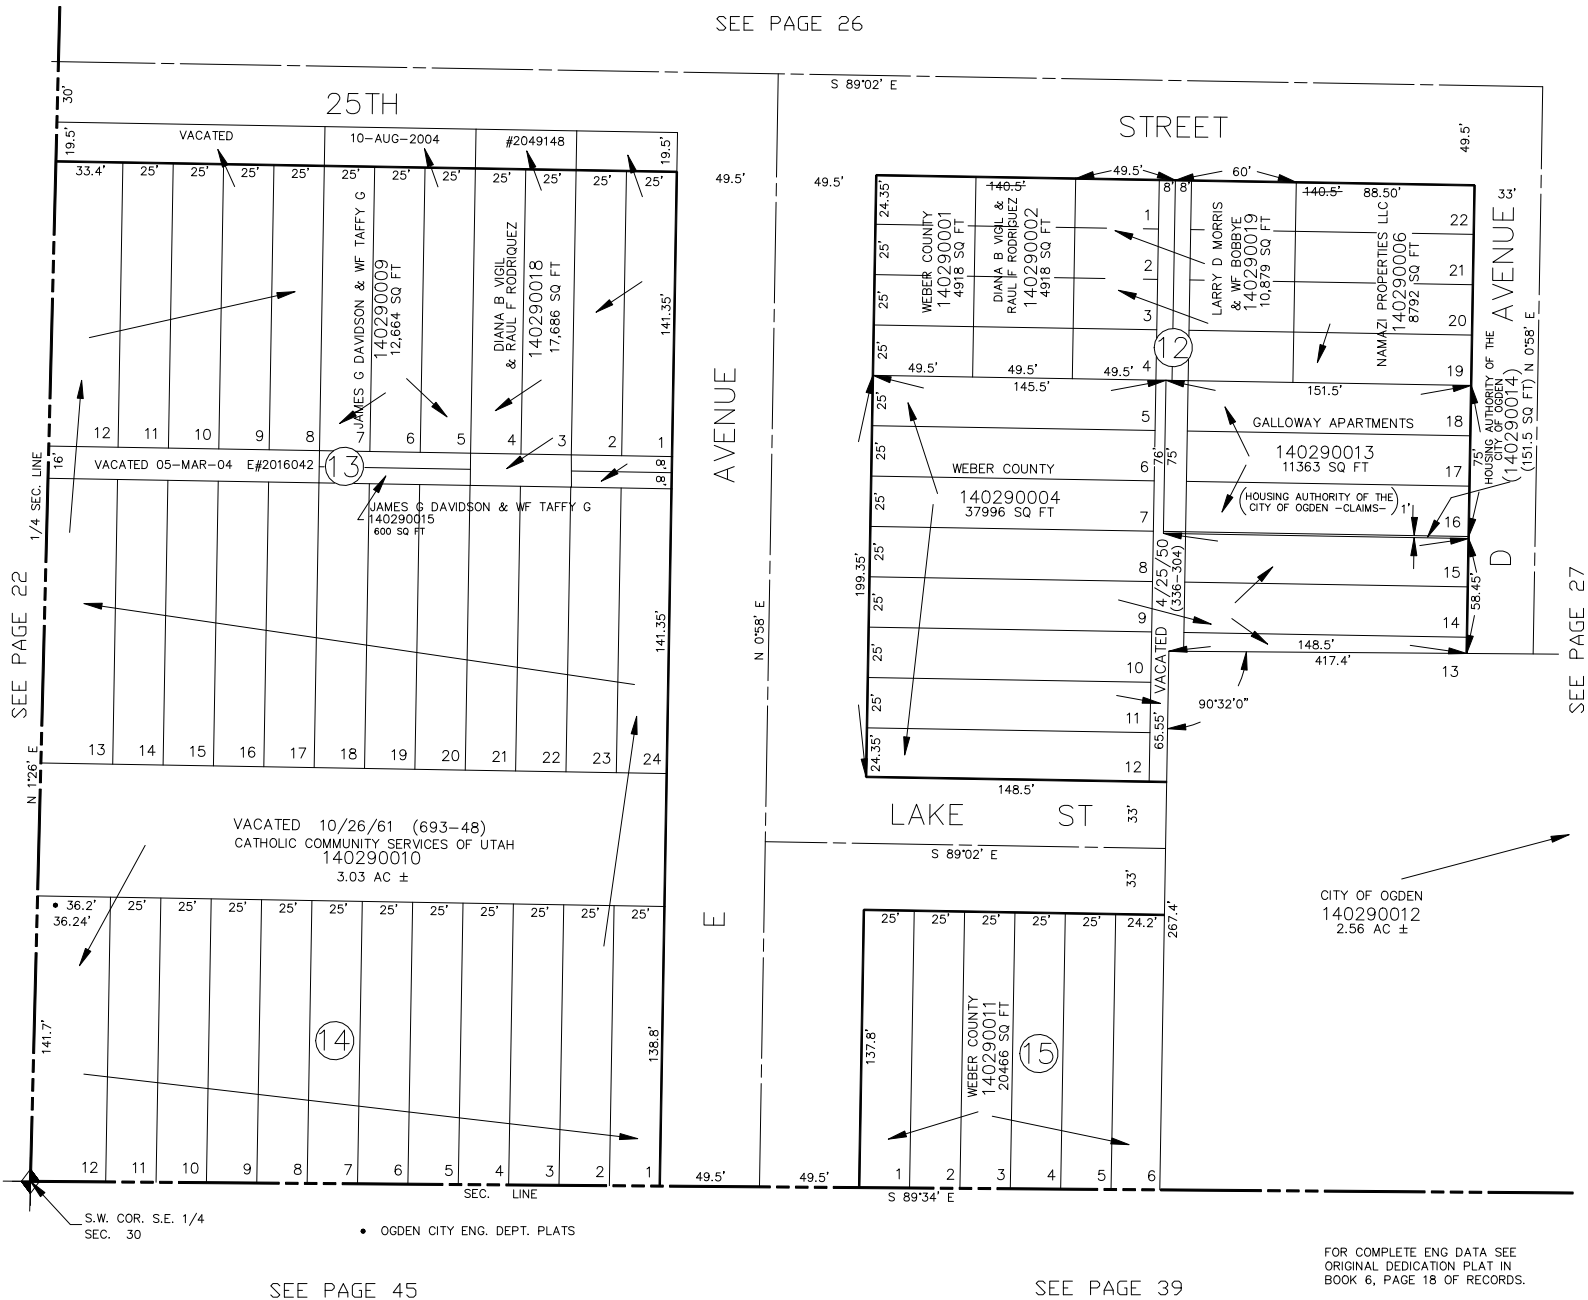 SEE PAGE 26
S 89°02' E
25TH
STREET
30'
19.5'
VACATED
10-AUG-2004
#2049148
19.5'
49.5'
33.4'
25'
25'
25'
25'
25'
25'
25'
25'
25'
49.5'
49.5'
JAMES G DAVIDSON & WF TAFFY G
140290009
12,664 SQ FT
DIANA B VIGIL
& RAUL F RODRIQUEZ
140290018
17,686 SQ FT
141.35'
12
11
10
9
8
7
6
5
4
3
2
1
16'
VACATED 05-MAR-04 E#2016042
13
8'
8'
JAMES G DAVIDSON & WF TAFFY G
140290015
600 SQ FT
1/4 SEC. LINE
SEE PAGE 22
N 1°26' E
141.35'
13
14
15
16
17
18
19
20
21
22
23
24
VACATED 10/26/61 (693-48)
CATHOLIC COMMUNITY SERVICES OF UTAH
140290010
3.03 AC ±
• 36.2'
36.24'
25'
25'
25'
25'
25'
25'
25'
25'
25'
25'
25'
141.7'
14
138.8'
12
11
10
9
8
7
6
5
4
3
2
1
49.5'
49.5'
SEC. LINE
S.W. COR. S.E. 1/4
SEC. 30
• OGDEN CITY ENG. DEPT. PLATS
SEE PAGE 45
AVENUE
E
N 0°58' E
24.35'
25'
25'
25'
140.5'
49.5'
8'
8'
60'
140.5'
88.50'
33'
WEBER COUNTY
140290001
4918 SQ FT
DIANA B VIGIL &
RAUL F RODRIGUEZ
140290002
4918 SQ FT
1
2
3
4
12
LARRY D MORRIS
& WF BOBBYE
140290019
10,879 SQ FT
NAMAZI PROPERTIES LLC
140290006
8792 SQ FT
22
21
20
19
AVENUE
D
N 0°58' E
49.5'
49.5'
49.5'
145.5'
151.5'
HOUSING AUTHORITY OF THE
CITY OF OGDEN
(140290014)
(151.5 SQ FT)
25'
25'
25'
25'
25'
25'
25'
24.35'
199.35'
WEBER COUNTY
140290004
37996 SQ FT
5
6
7
8
9
10
11
12
76'
75'
GALLOWAY APARTMENTS
140290013
11363 SQ FT
(HOUSING AUTHORITY OF THE
CITY OF OGDEN -CLAIMS-)
1'
18
17
16
15
14
13
75'
58.45'
VACATED 4/25/50
(336-304)
148.5'
417.4'
90°32'0"
65.55'
148.5'
SEE PAGE 27
LAKE ST
33'
S 89°02' E
33'
267.4'
CITY OF OGDEN
140290012
2.56 AC ±
25'
25'
25'
25'
25'
24.2'
137.8'
WEBER COUNTY
140290011
20466 SQ FT
15
1
2
3
4
5
6
S 89°34' E
SEE PAGE 39
FOR COMPLETE ENG DATA SEE
ORIGINAL DEDICATION PLAT IN
BOOK 6, PAGE 18 OF RECORDS.